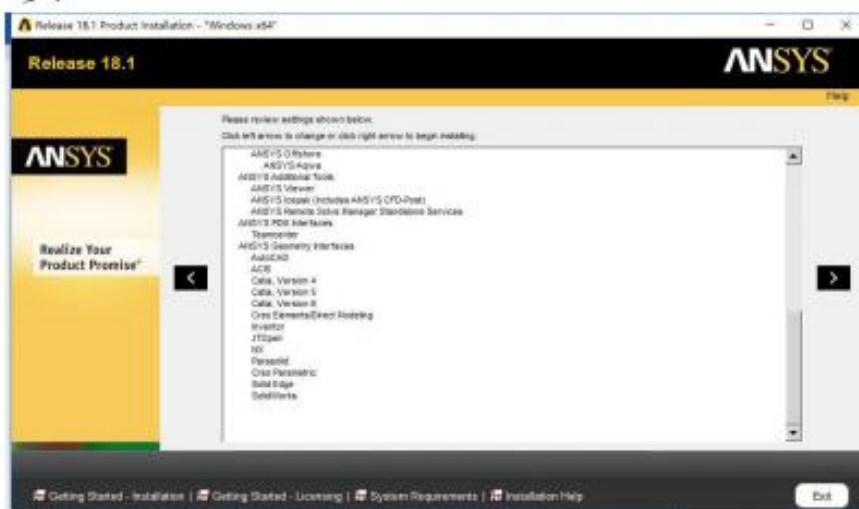 Release 18.1 Product Installation - "Windows x64"
Release 18.1
ANSYS
Help
Please review settings shown below.
Click left arrow to change or click right arrow to begin installing.
ANSYS
ANSYS Offshore
ANSYS Aqwa
ANSYS Additional Tools
ANSYS Viewer
ANSYS Icepak (includes ANSYS CFD-Post)
ANSYS Remote Solve Manager Standalone Services
ANSYS PDM Interfaces
Teamcenter
ANSYS Geometry Interfaces
AutoCAD
ACIS
Catia, Version 4
Catia, Version 5
Catia, Version 6
Creo Elements/Direct Modeling
Inventor
JTOpen
NX
Parasolid
Creo Parametric
Solid Edge
SolidWorks
Realize Your
Product Promise®
Getting Started - Installation | Getting Started - Licensing | System Requirements | Installation Help
Exit